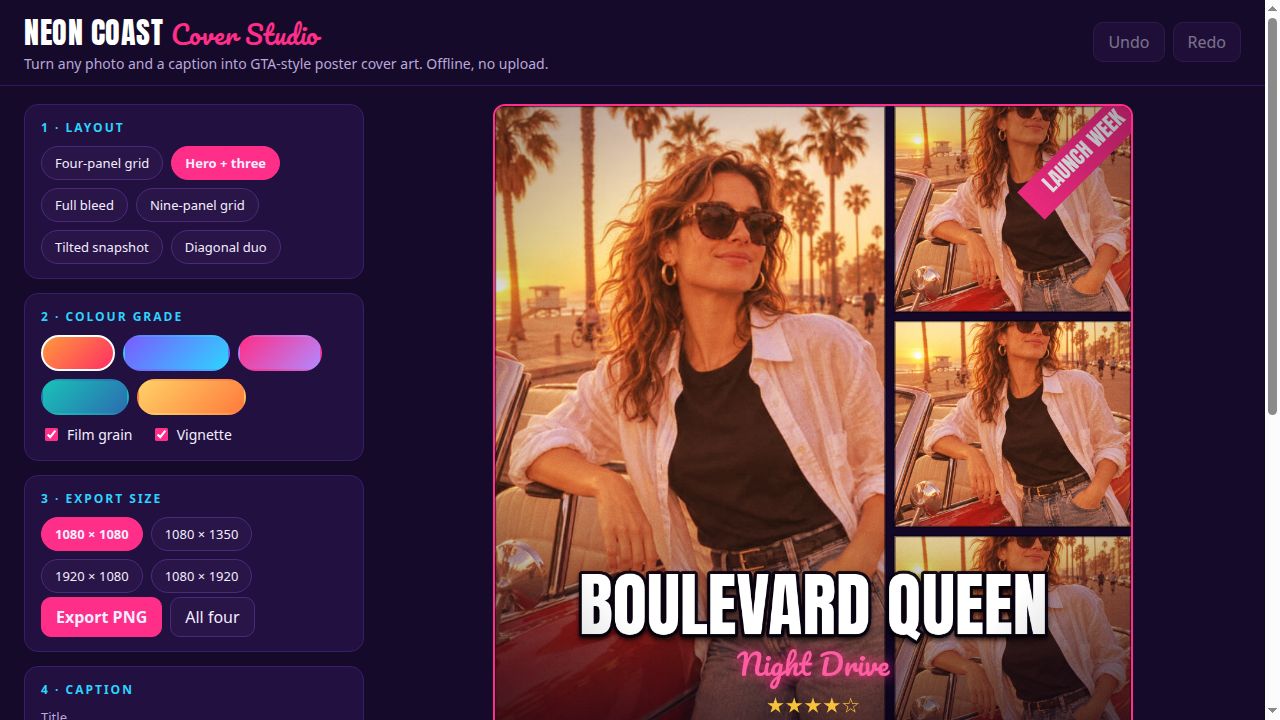 NEON COAST Cover Studio
Turn any photo and a caption into GTA-style poster cover art. Offline, no upload.
Undo Redo
1 · LAYOUT
Four-panel grid Hero + three
Full bleed Nine-panel grid
Tilted snapshot Diagonal duo
2 · COLOUR GRADE
Film grain Vignette
3 · EXPORT SIZE
1080 × 1080 1080 × 1350
1920 × 1080 1080 × 1920
Export PNG All four
4 · CAPTION
Title
LAUNCH WEEK
BOULEVARD QUEEN
Night Drive
★★★★☆